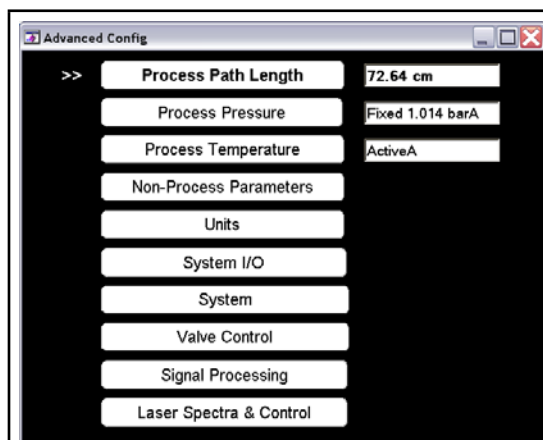 Advanced Config
>> Process Path Length 72.64 cm
Process Pressure Fixed 1.014 barA
Process Temperature ActiveA
Non-Process Parameters
Units
System I/O
System
Valve Control
Signal Processing
Laser Spectra & Control